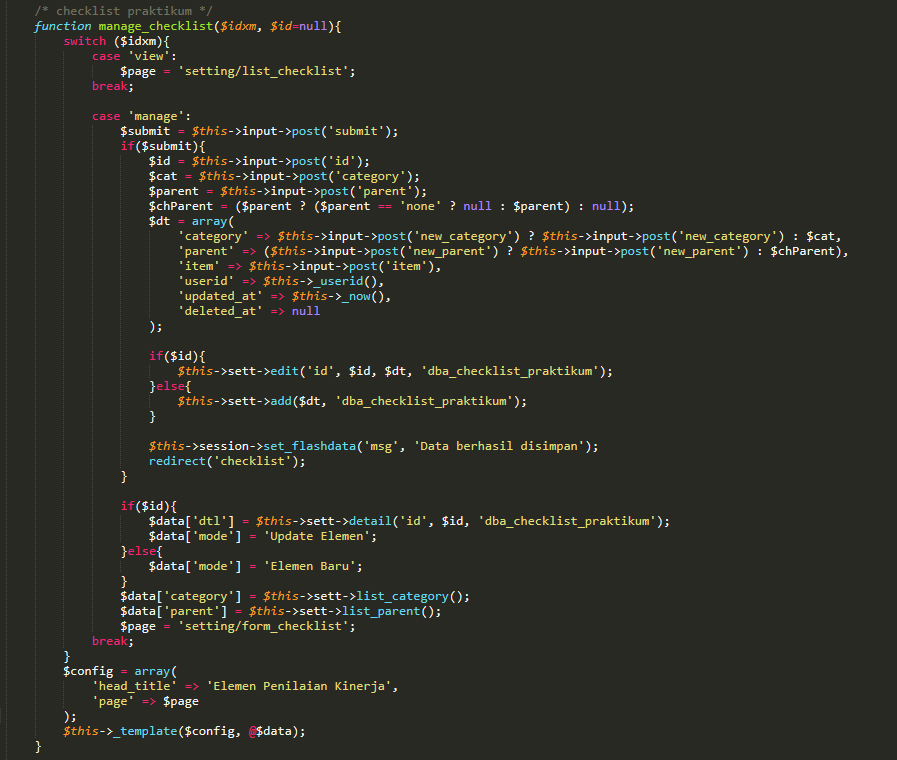 /* checklist praktikum */
function manage_checklist($idxm, $id=null){
switch ($idxm){
case 'view':
$page = 'setting/list_checklist';
break;
case 'manage':
$submit = $this->input->post('submit');
if($submit){
$id = $this->input->post('id');
$cat = $this->input->post('category');
$parent = $this->input->post('parent');
$chParent = ($parent ? ($parent == 'none' ? null : $parent) : null);
$dt = array(
'category' => $this->input->post('new_category') ? $this->input->post('new_category') : $cat,
'parent' => ($this->input->post('new_parent') ? $this->input->post('new_parent') : $chParent),
'item' => $this->input->post('item'),
'userid' => $this->_userid(),
'updated_at' => $this->_now(),
'deleted_at' => null
);
if($id){
$this->sett->edit('id', $id, $dt, 'dba_checklist_praktikum');
}else{
$this->sett->add($dt, 'dba_checklist_praktikum');
}
$this->session->set_flashdata('msg', 'Data berhasil disimpan');
redirect('checklist');
}
if($id){
$data['dtl'] = $this->sett->detail('id', $id, 'dba_checklist_praktikum');
$data['mode'] = 'Update Elemen';
}else{
$data['mode'] = 'Elemen Baru';
}
$data['category'] = $this->sett->list_category();
$data['parent'] = $this->sett->list_parent();
$page = 'setting/form_checklist';
break;
}
$config = array(
'head_title' => 'Elemen Penilaian Kinerja',
'page' => $page
);
$this->_template($config, @$data);
}